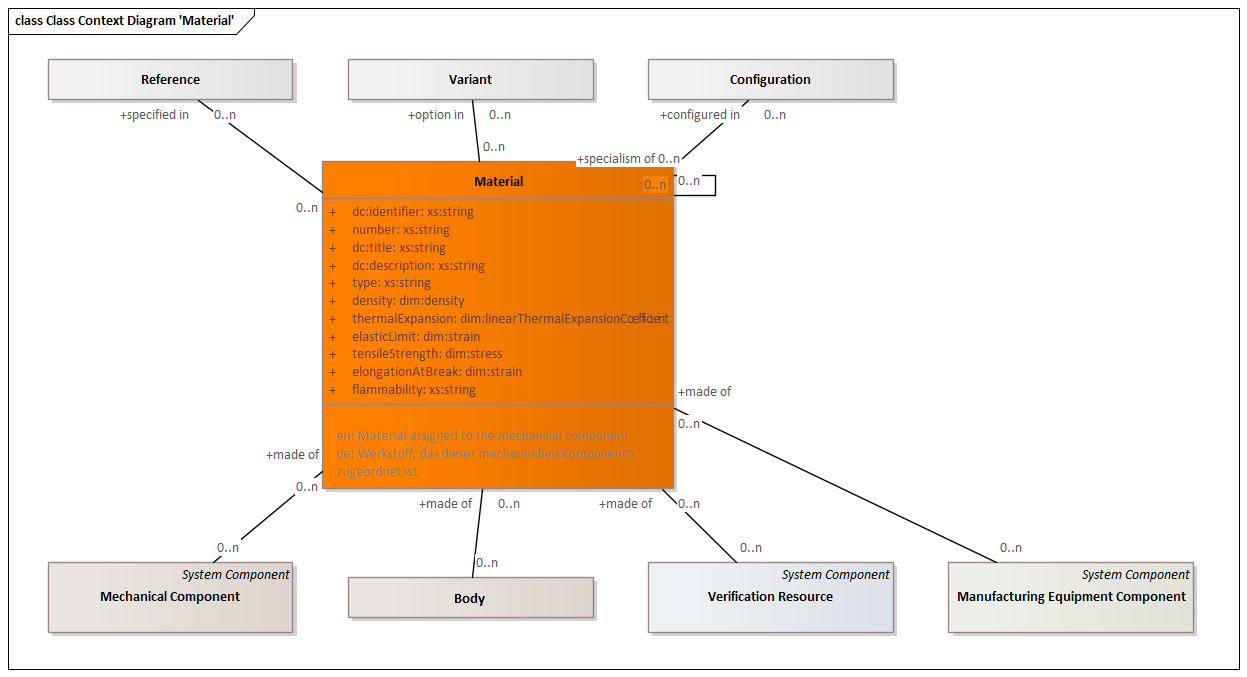 class Class Context Diagram 'Material'
Reference
Variant
Configuration
+specified in
0..n
+option in
0..n
+configured in
0..n
0..n
+specialism of 0..n
Material
0..n
0..n
0..n
+ dc:identifier: xs:string
+ number: xs:string
+ dc:title: xs:string
+ dc:description: xs:string
+ type: xs:string
+ density: dim:density
+ thermalExpansion: dim:linearThermalExpansionCoefficient
+ elasticLimit: dim:strain
+ tensileStrength: dim:stress
+ elongationAtBreak: dim:strain
+ flammability: xs:string
+made of
0..n
en: Material assigned to the mechanical component
de: Werkstoff, das dieser mechanischen Komponente
zugeordnet ist
+made of
0..n
+made of
0..n
+made of
0..n
0..n
0..n
0..n
0..n
System Component
Mechanical Component
Body
System Component
Verification Resource
System Component
Manufacturing Equipment Component